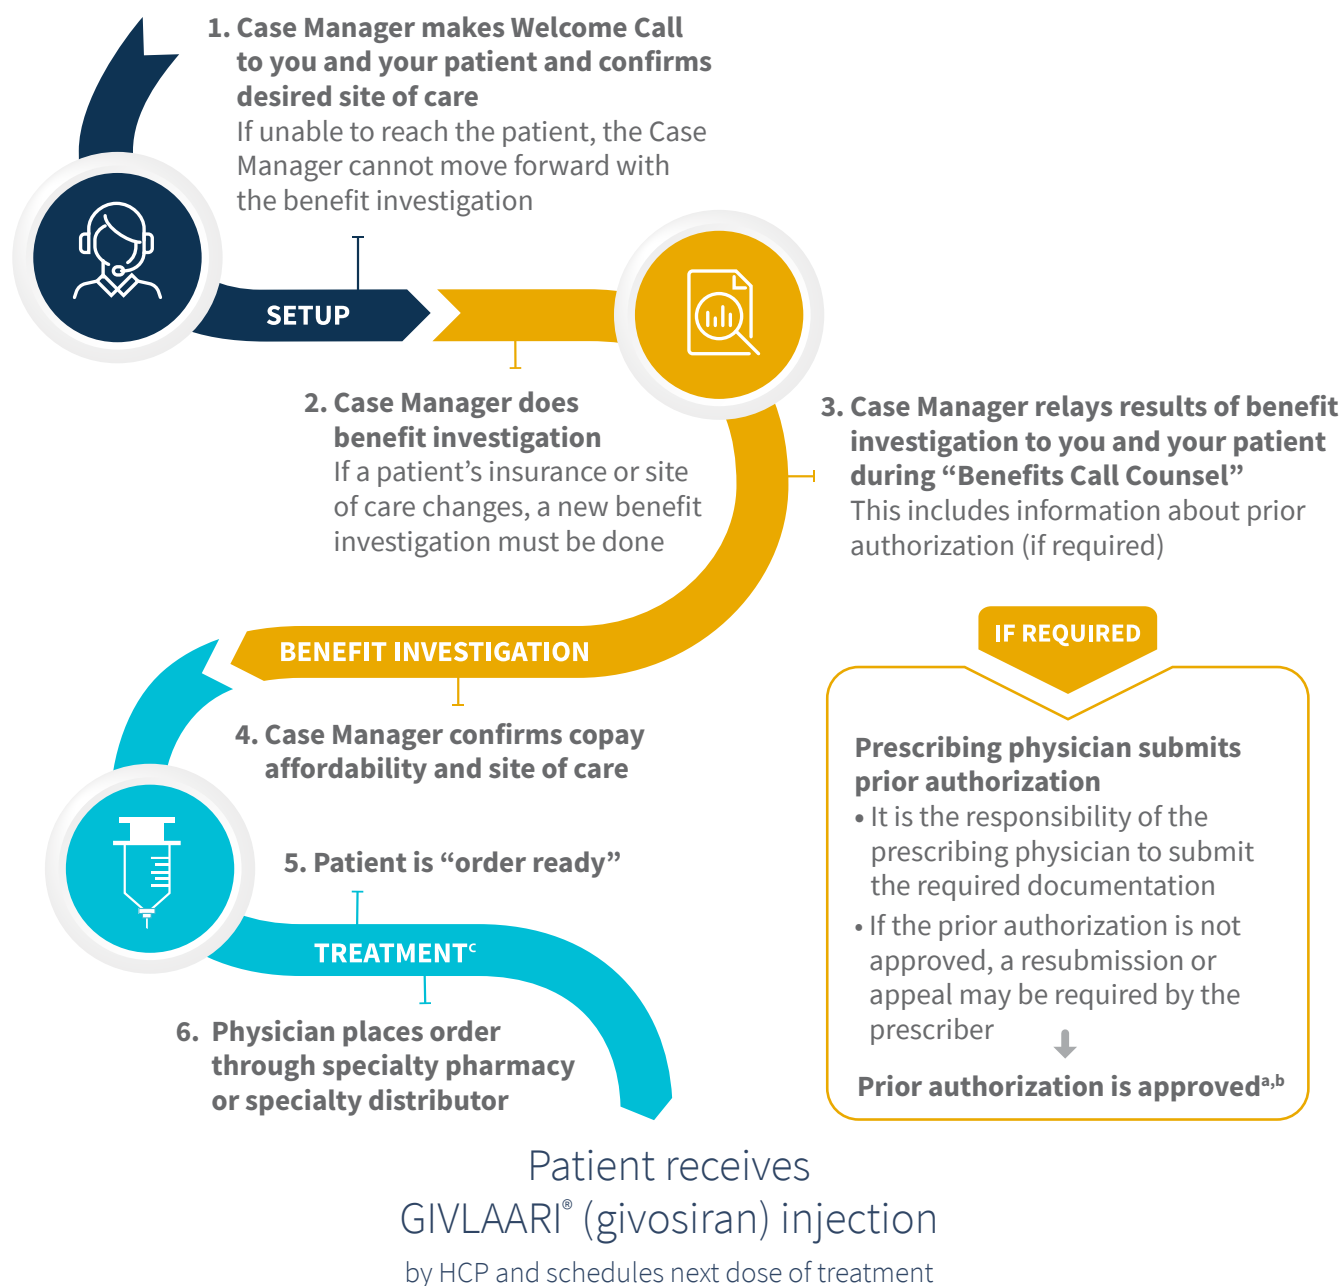 1. Case Manager makes Welcome Call
to you and your patient and confirms
desired site of care
If unable to reach the patient, the Case
Manager cannot move forward with
the benefit investigation
SETUP
2. Case Manager does
benefit investigation
If a patient’s insurance or site
of care changes, a new benefit
investigation must be done
3. Case Manager relays results of benefit
investigation to you and your patient
during “Benefits Call Counsel”
This includes information about prior
authorization (if required)
IF REQUIRED
Prescribing physician submits
prior authorization
• It is the responsibility of the
prescribing physician to submit
the required documentation
• If the prior authorization is not
approved, a resubmission or
appeal may be required by the
prescriber
Prior authorization is approvedᵃ,ᵇ
BENEFIT INVESTIGATION
4. Case Manager confirms copay
affordability and site of care
5. Patient is “order ready”
TREATMENTᶜ
6. Physician places order
through specialty pharmacy
or specialty distributor
Patient receives
GIVLAARI® (givosiran) injection
by HCP and schedules next dose of treatment